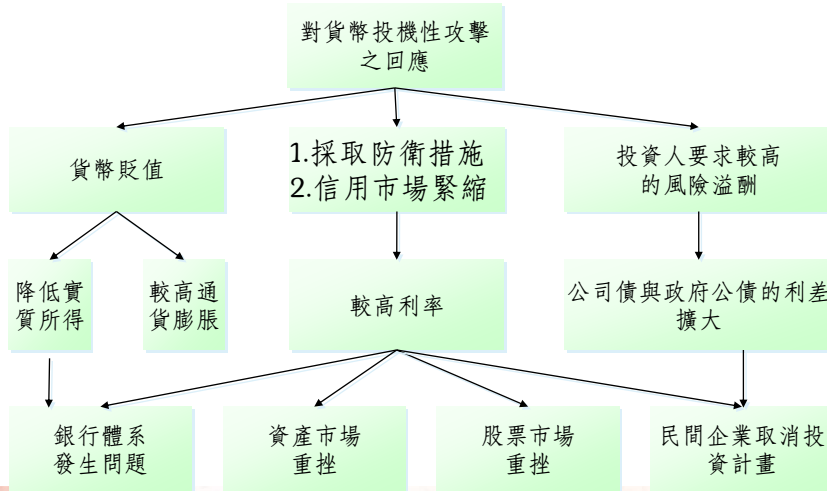 對貨幣投機性攻擊
之回應
貨幣貶值
1.採取防衛措施
2.信用市場緊縮
投資人要求較高
的風險溢酬
降低實
質所得
較高通
貨膨脹
較高利率
公司債與政府公債的利差
擴大
銀行體系
發生問題
資產市場
重挫
股票市場
重挫
民間企業取消投
資計畫